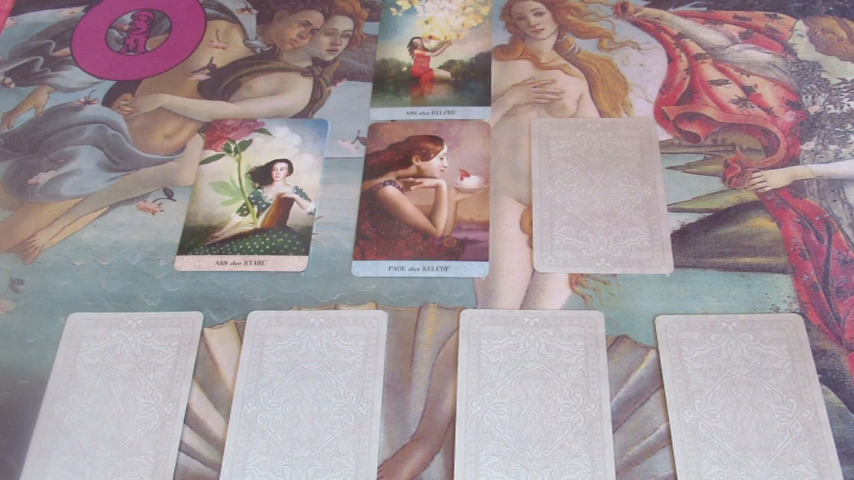 ASS der KELCHE
ASS der STÄBE
PAGE der KELCHE